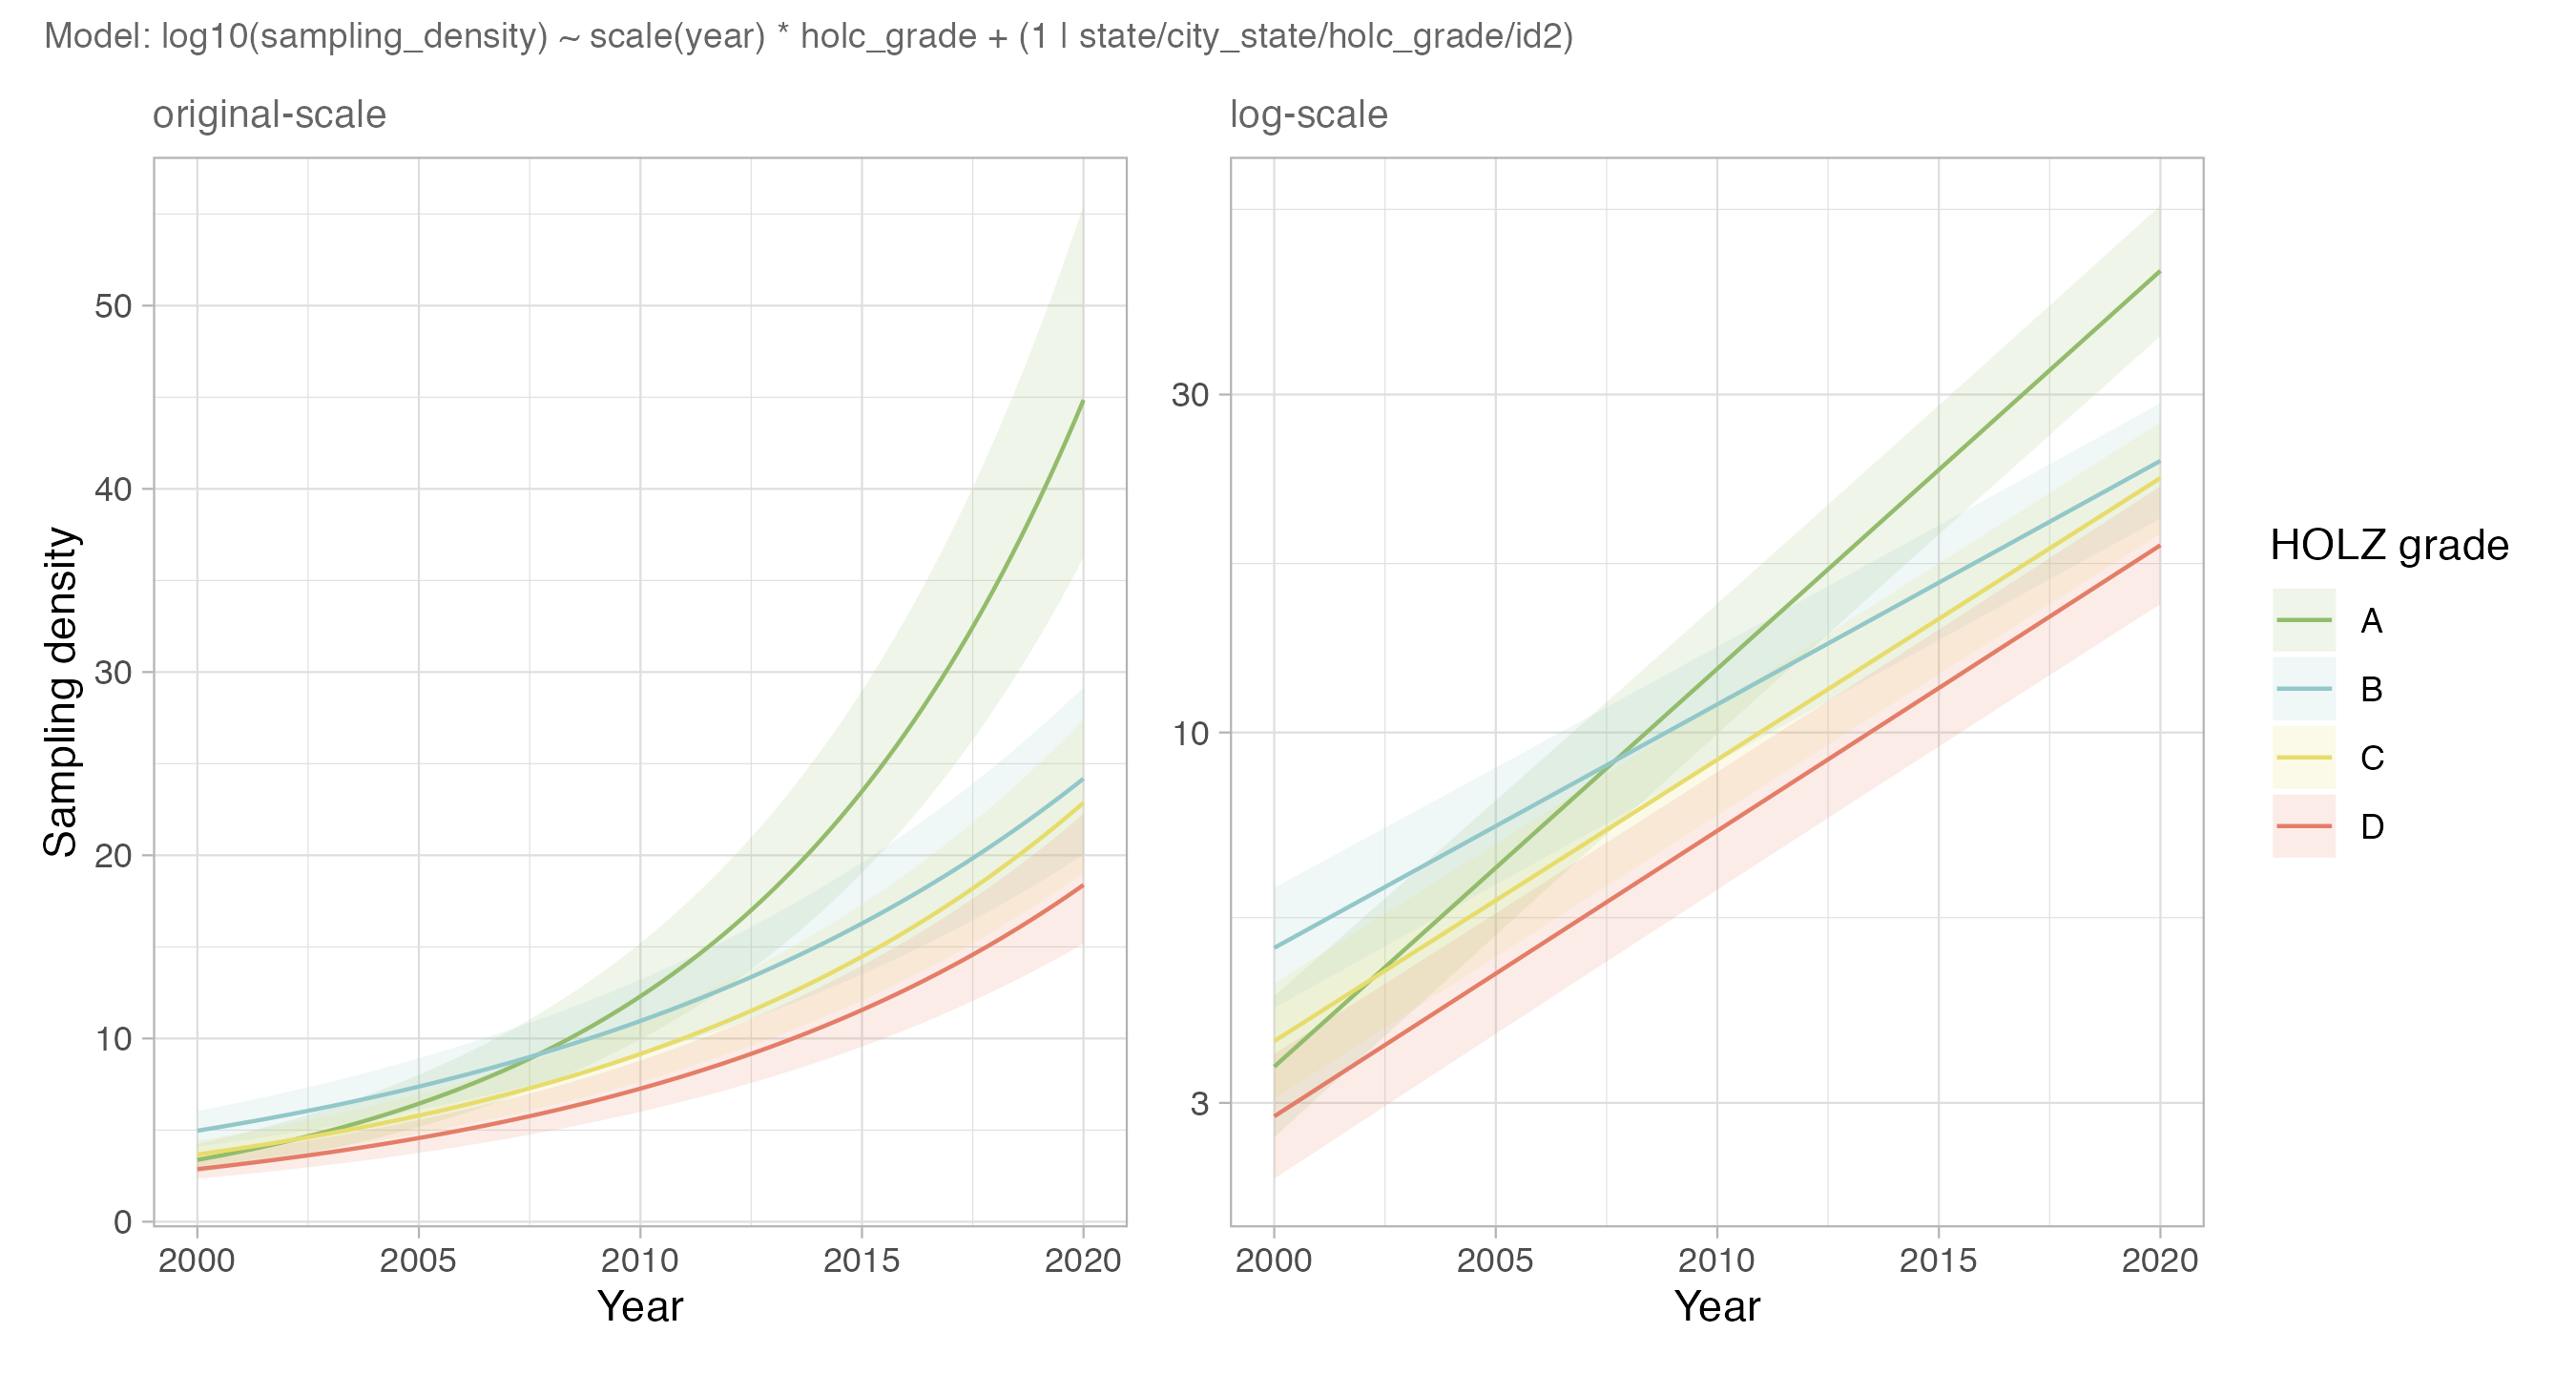 Model: log10(sampling_density) ~ scale(year) * holc_grade + (1 | state/city_state/holc_grade/id2)
original-scale
Sampling density
50
40
30
20
10
0
2000 2005 2010 2015 2020
Year
log-scale
30
10
3
2000 2005 2010 2015 2020
Year
HOLZ grade
A
B
C
D